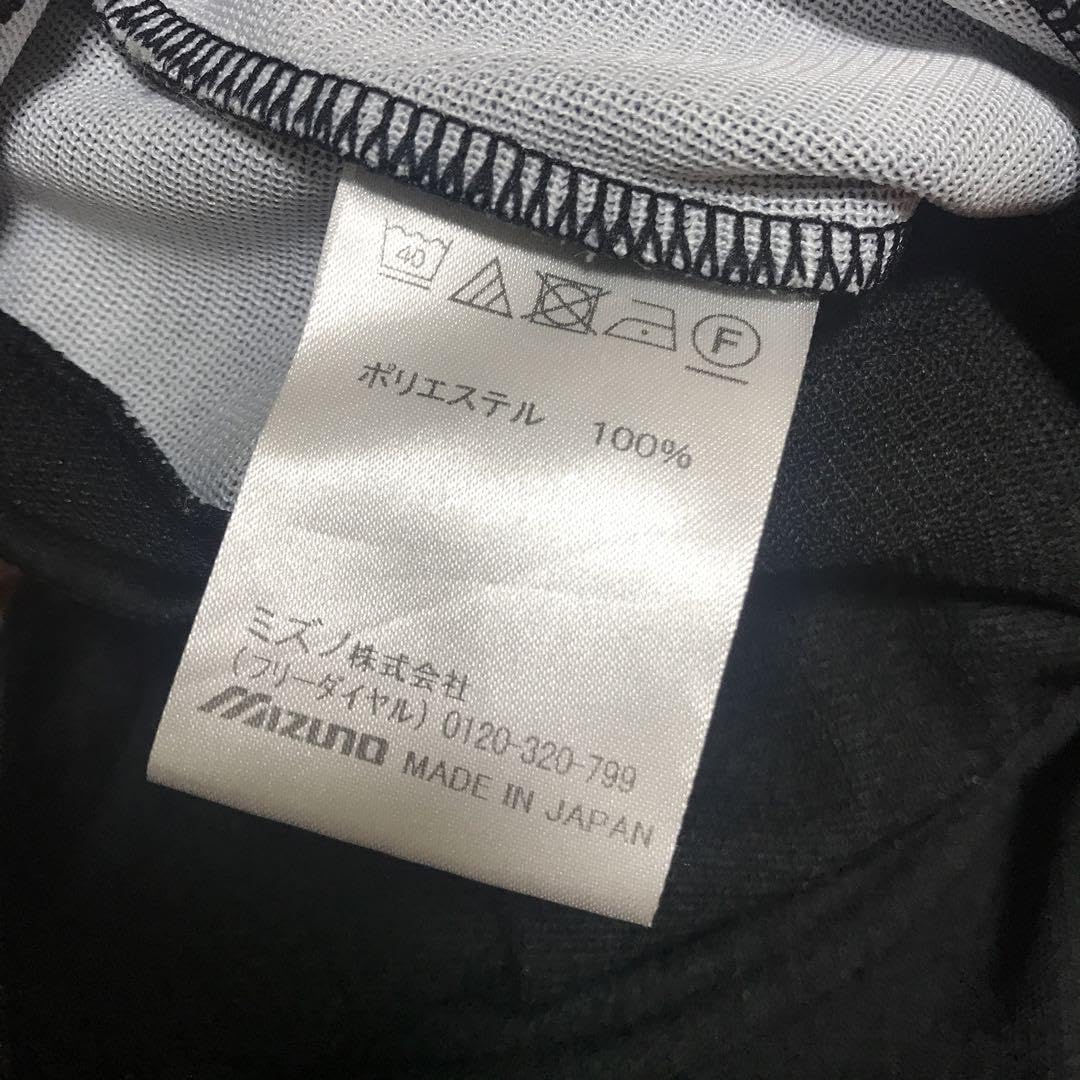 40 F
ポリエステル 100%
ミズノ株式会社
(フリーダイヤル) 0120-320-799
MIZUNO MADE IN JAPAN